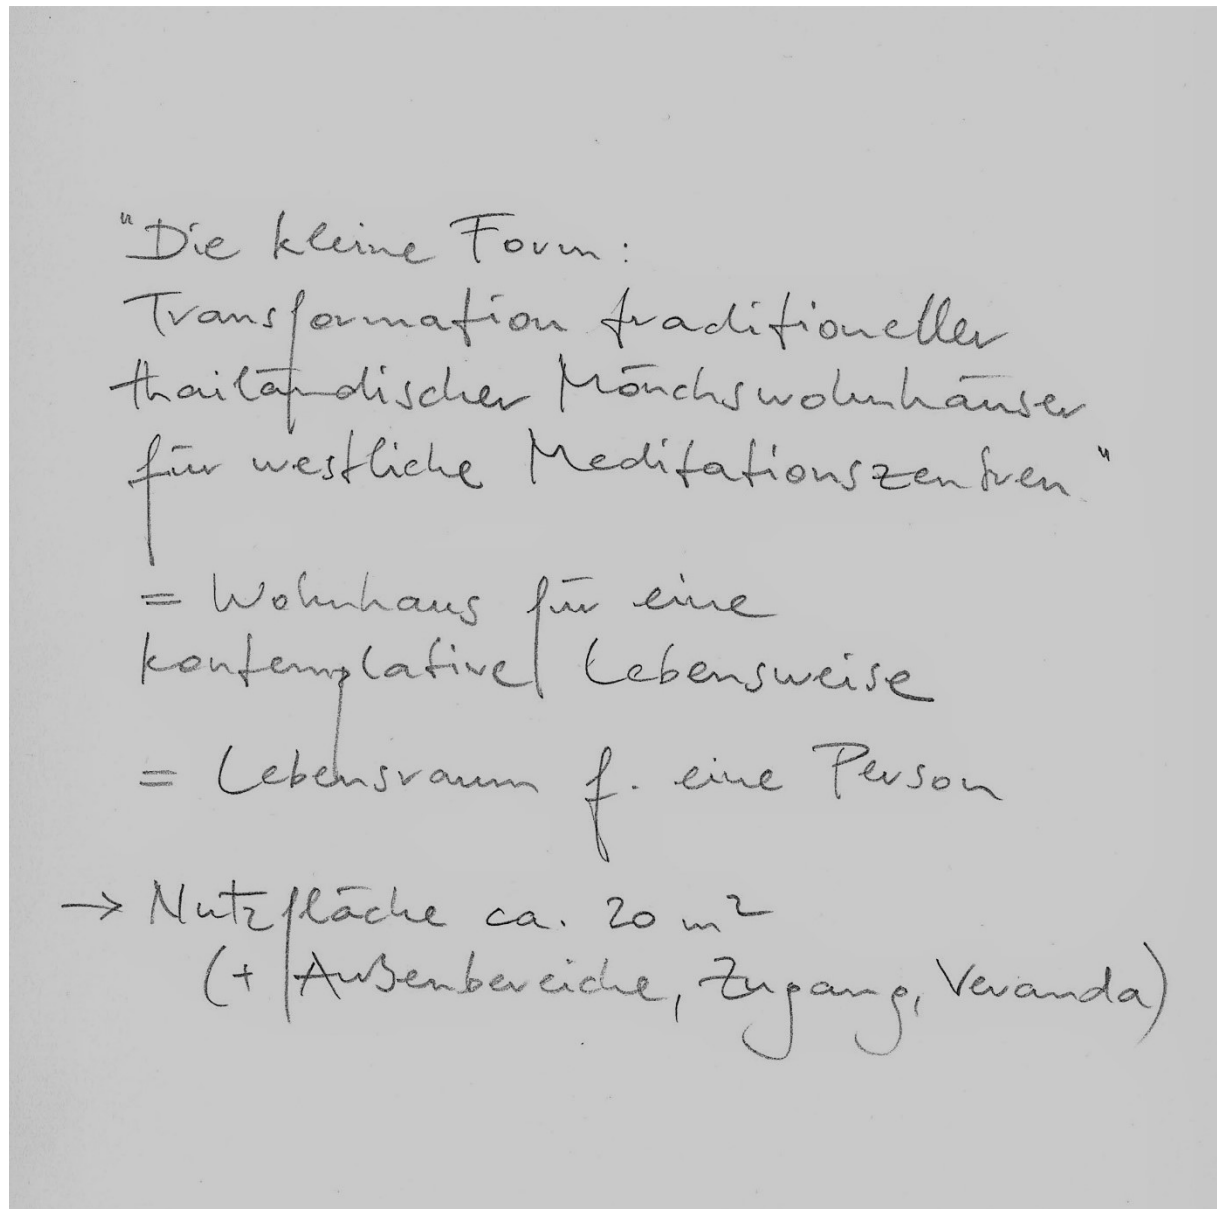 "Die kleine Form:
Transformation traditioneller
thailändischer Mönchswohnhäuser
für westliche Meditationszentren"
= Wohnhaus für eine
kontemplative Lebensweise
= Lebensraum f. eine Person
→ Nutzfläche ca. 20 m²
(+ Außenbereiche, Zugang, Veranda)